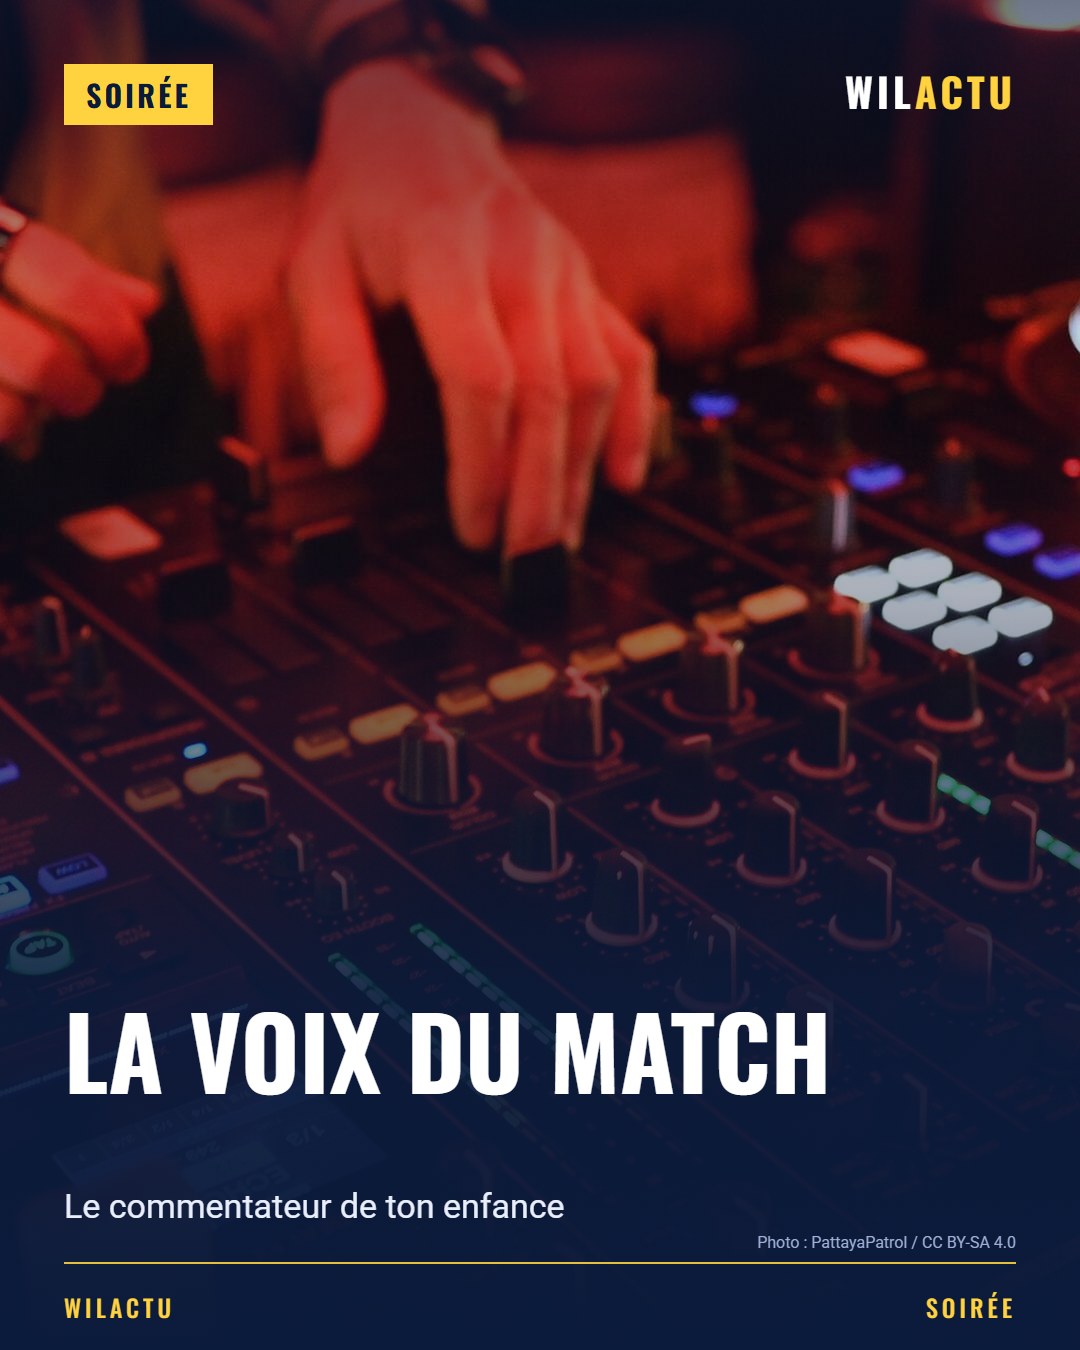 SOIRÉE
WILACTU
LA VOIX DU MATCH
Le commentateur de ton enfance
Photo : PattayaPatrol / CC BY-SA 4.0
WILACTU
SOIRÉE